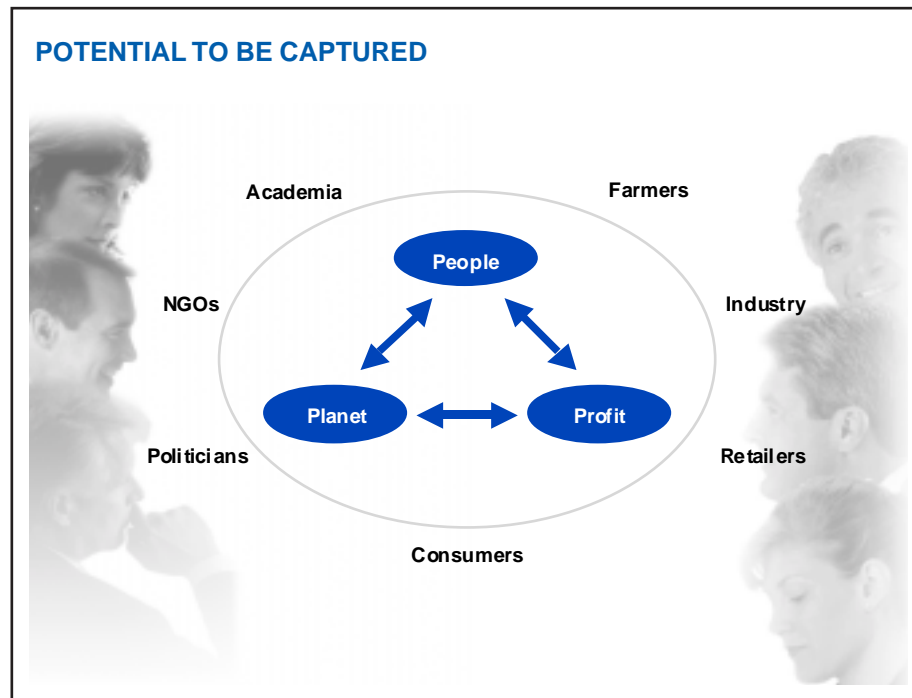 POTENTIAL TO BE CAPTURED
Academia
Farmers
People
NGOs
Industry
Planet
Profit
Politicians
Retailers
Consumers